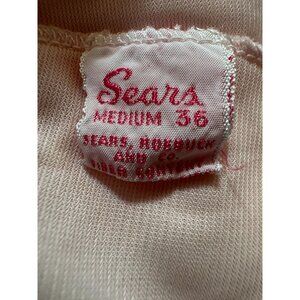 Sears
MEDIUM 36
SEARS, ROEBUCK
AND CO.